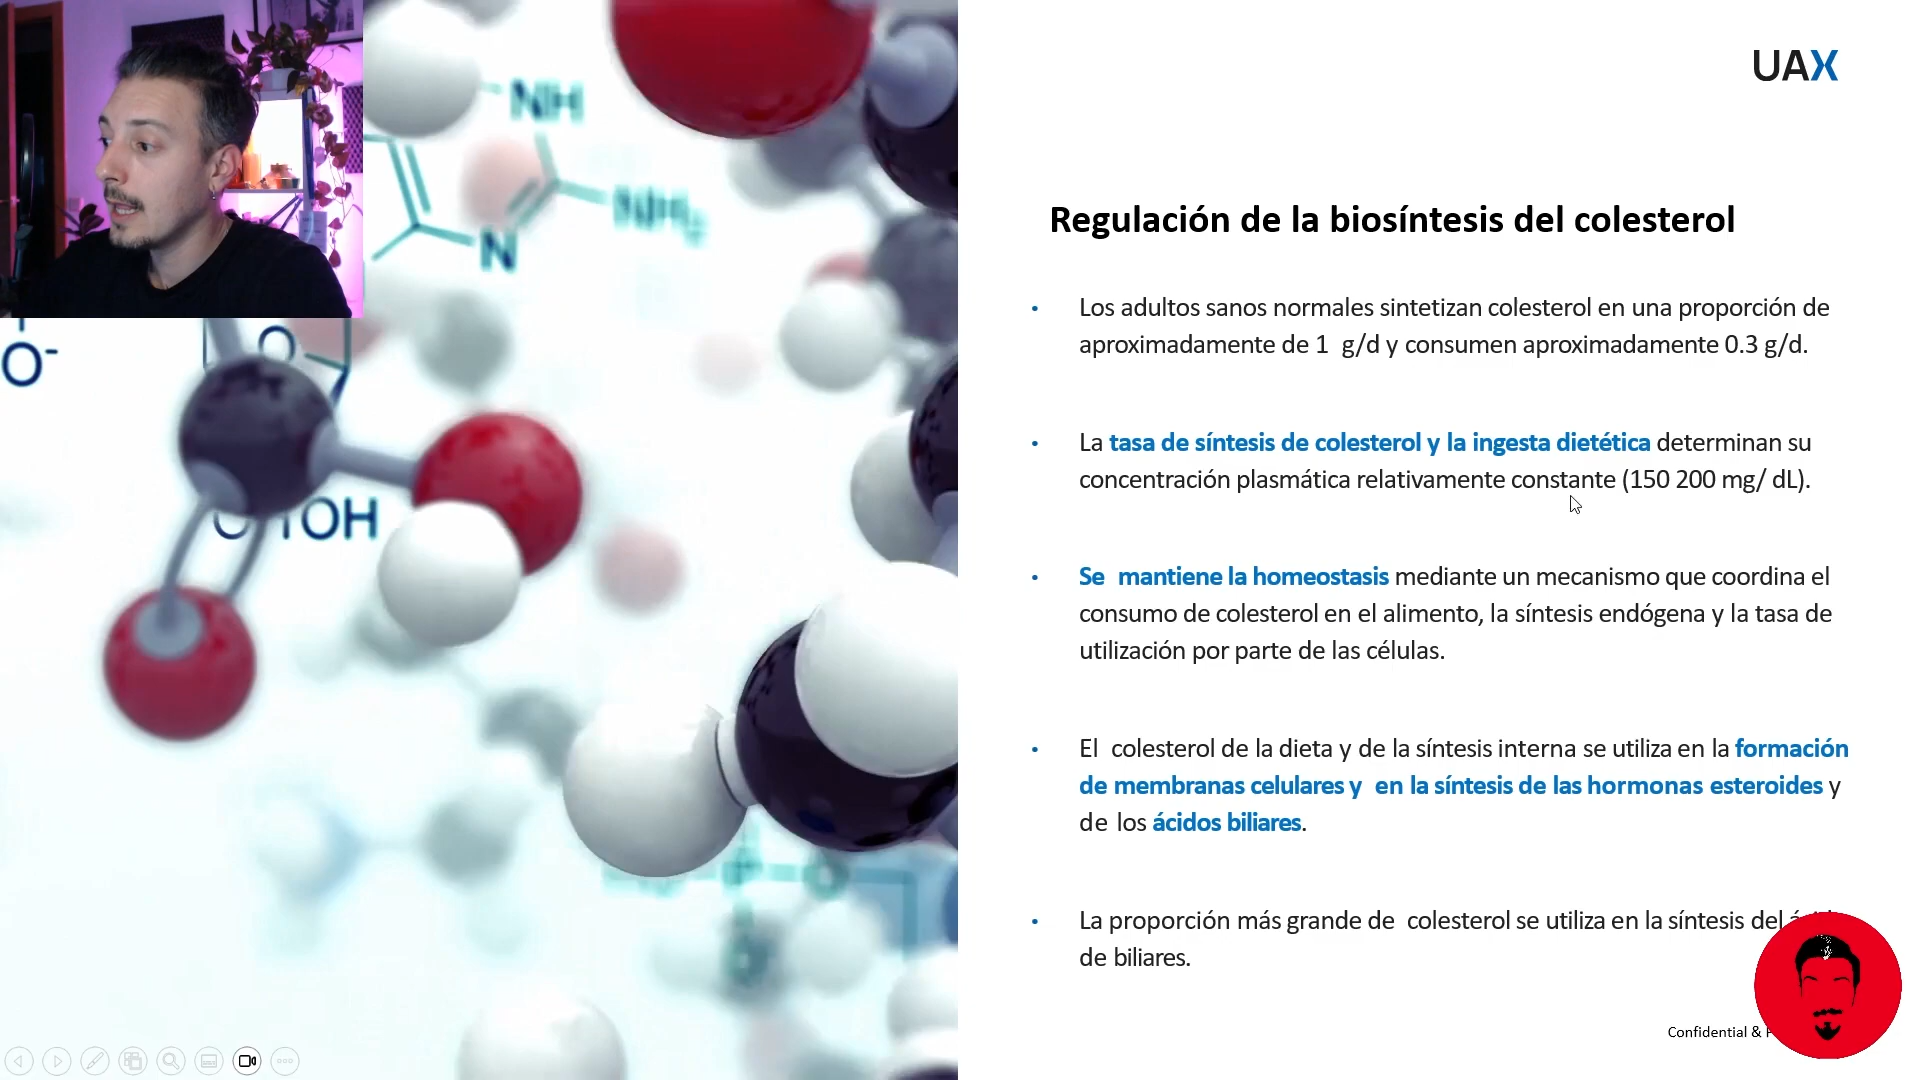 UAX
NH
NH₂
N
O⁻
O
OH
Regulación de la biosíntesis del colesterol
• Los adultos sanos normales sintetizan colesterol en una proporción de
aproximadamente de 1 g/d y consumen aproximadamente 0.3 g/d.
• La tasa de síntesis de colesterol y la ingesta dietética determinan su
concentración plasmática relativamente constante (150 200 mg/ dL).
• Se mantiene la homeostasis mediante un mecanismo que coordina el
consumo de colesterol en el alimento, la síntesis endógena y la tasa de
utilización por parte de las células.
• El colesterol de la dieta y de la síntesis interna se utiliza en la formación
de membranas celulares y en la síntesis de las hormonas esteroides y
de los ácidos biliares.
• La proporción más grande de colesterol se utiliza en la síntesis del
de biliares.
Confidential &